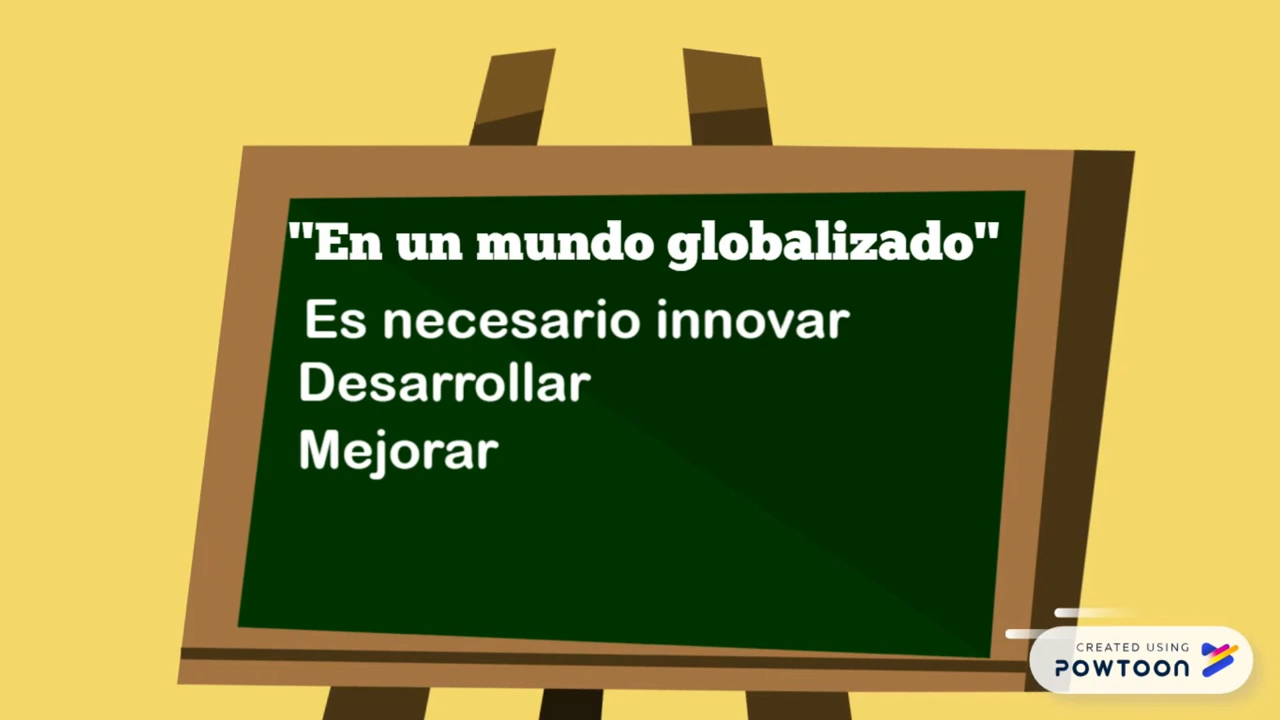 "En un mundo globalizado"
Es necesario innovar
Desarrollar
Mejorar
CREATED USING
POWTOON